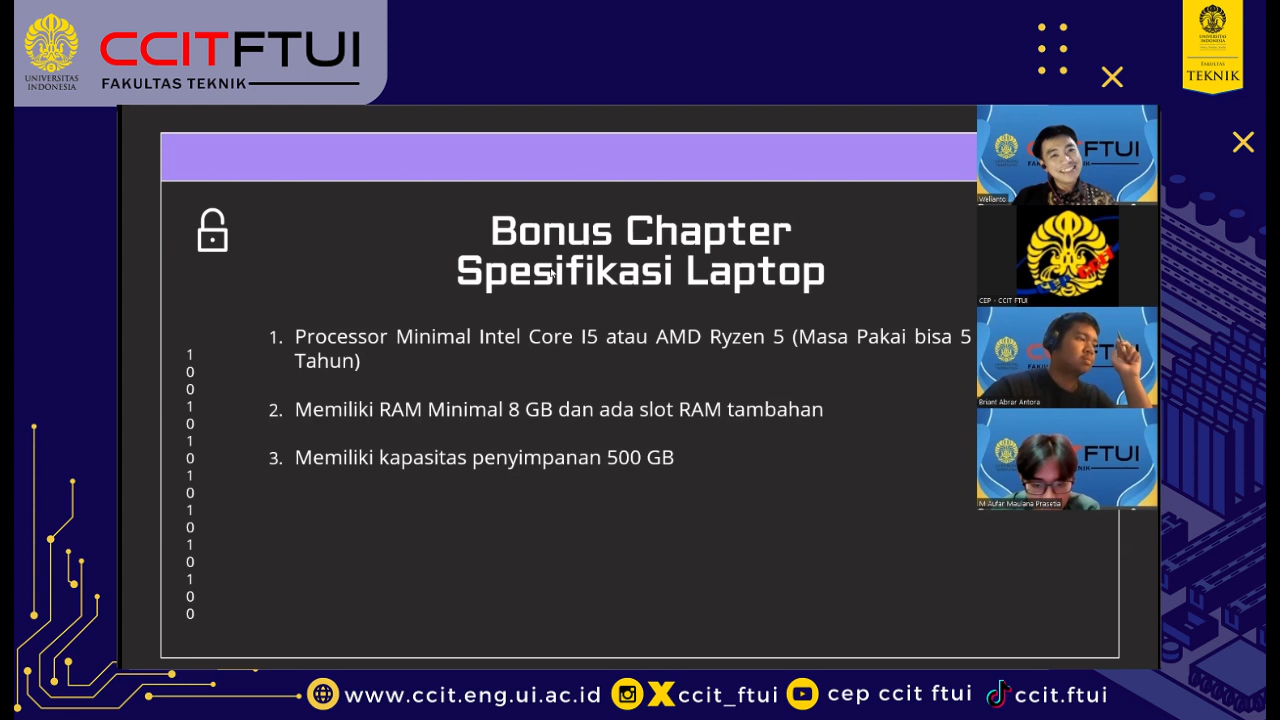 UNIVERSITAS
INDONESIA
CCITFTUI
FAKULTAS TEKNIK
FAKULTAS
TEKNIK
Bonus Chapter
Spesifikasi Laptop
1. Processor Minimal Intel Core I5 atau AMD Ryzen 5 (Masa Pakai bisa 5
Tahun)
2. Memiliki RAM Minimal 8 GB dan ada slot RAM tambahan
3. Memiliki kapasitas penyimpanan 500 GB
1
0
0
1
0
1
0
1
0
1
0
1
0
1
0
0
Welianto
CEP - CCIT FTUI
Briant Abrar Antora
M Aufar Maulana Prasetia
www.ccit.eng.ui.ac.id
ccit_ftui
cep ccit ftui
ccit.ftui